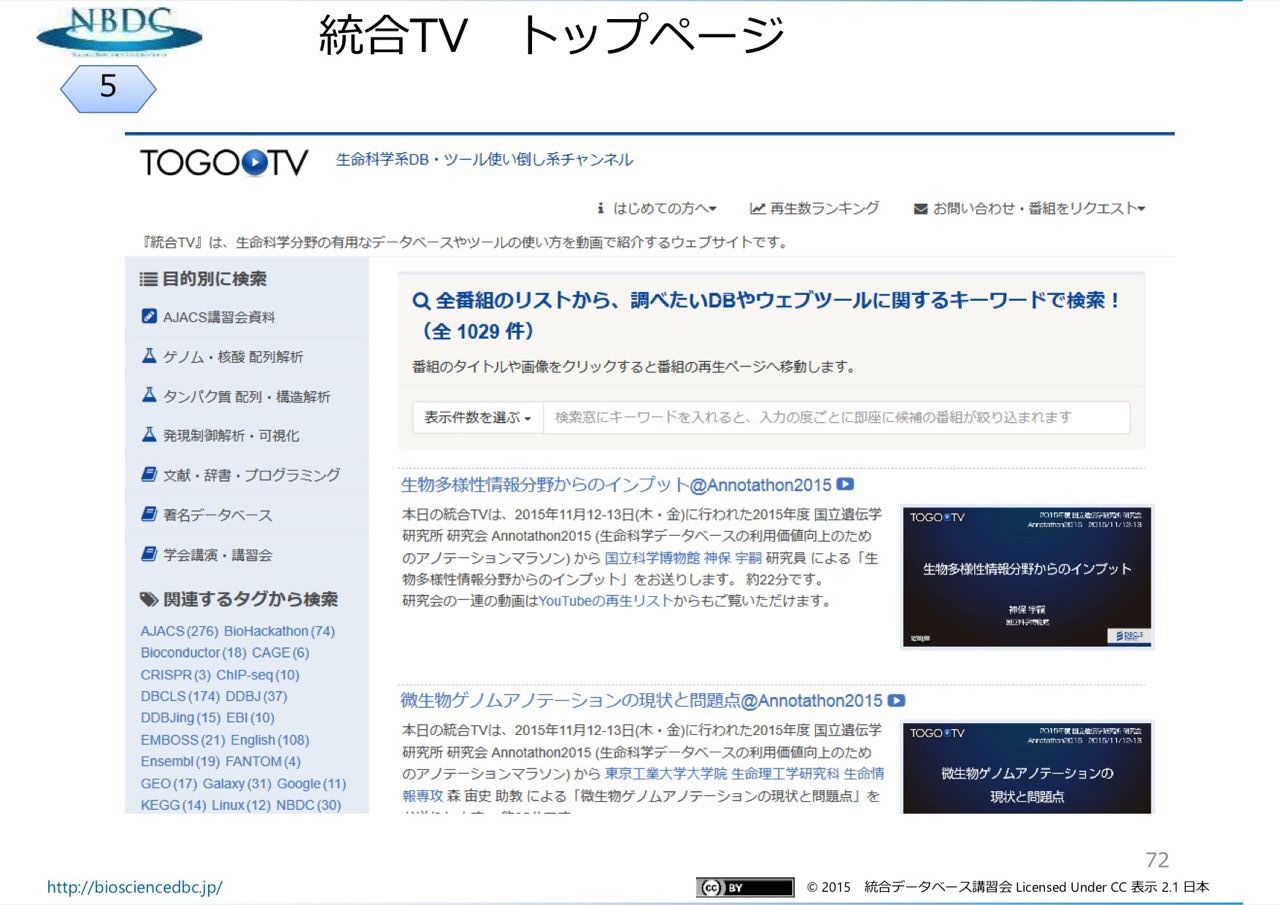 NBDC
統合TV トップページ
5
TOGO TV 生命科学系DB・ツール使い倒し系チャンネル
はじめての方へ 再生数ランキング お問い合わせ・番組をリクエスト
『統合TV』は、生命科学分野の有用なデータベースやツールの使い方を動画で紹介するウェブサイトです。
目的別に検索
AJACS講習会資料
ゲノム・核酸 配列解析
タンパク質 配列・構造解析
発現制御解析・可視化
文献・辞書・プログラミング
著名データベース
学会講演・講習会
関連するタグから検索
AJACS(276) BioHackathon(74)
Bioconductor(18) CAGE(6)
CRISPR(3) ChIP-seq(10)
DBCLS(174) DDBJ(37)
DDBJing(15) EBI(10)
EMBOSS(21) English(108)
Ensembl(19) FANTOM(4)
GEO(17) Galaxy(31) Google(11)
KEGG(14) Linux(12) NBDC(30)
全番組のリストから、調べたいDBやウェブツールに関するキーワードで検索！
（全 1029 件）
番組のタイトルや画像をクリックすると番組の再生ページへ移動します。
表示件数を選ぶ 検索窓にキーワードを入れると、入力の度ごとに即座に候補の番組が絞り込まれます
生物多様性情報分野からのインプット@Annotathon2015
本日の統合TVは、2015年11月12-13日(木・金)に行われた2015年度 国立遺伝学
研究所 研究会 Annotathon2015 (生命科学データベースの利用価値向上のため
のアノテーションマラソン) から 国立科学博物館 神保 宇嗣 研究員 による「生
物多様性情報分野からのインプット」をお送りします。 約22分です。
研究会の一連の動画はYouTubeの再生リストからもご覧いただけます。
TOGO TV
2015年度 国立遺伝学研究所 研究会
Annotathon2015 2015/11/12-13
生物多様性情報分野からのインプット
神保 宇嗣
国立科学博物館
DBCLS
微生物ゲノムアノテーションの現状と問題点@Annotathon2015
本日の統合TVは、2015年11月12-13日(木・金)に行われた2015年度 国立遺伝学
研究所 研究会 Annotathon2015 (生命科学データベースの利用価値向上のため
のアノテーションマラソン) から 東京工業大学大学院 生命理工学研究科 生命情
報専攻 森 宙史 助教 による「微生物ゲノムアノテーションの現状と問題点」を
TOGO TV
2015年度 国立遺伝学研究所 研究会
Annotathon2015 2015/11/12-13
微生物ゲノムアノテーションの
現状と問題点
72
http://biosciencedbc.jp/
cc BY © 2015 統合データベース講習会 Licensed Under CC 表示 2.1 日本